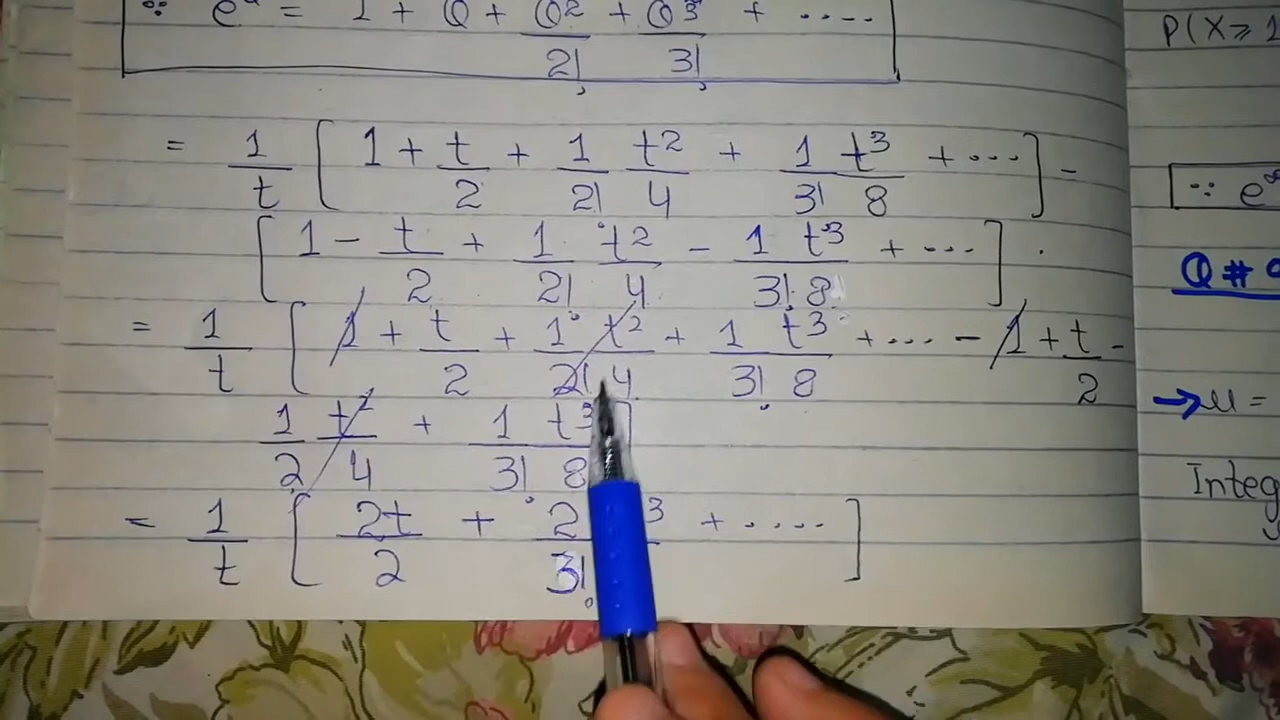 ∵ e^Q = 1 + Q + Q²/2! + Q³/3! + ....
= 1/t [ 1 + t/2 + 1/2! t²/4 + 1/3! t³/8 + ... ] -
[ 1 - t/2 + 1/2! t²/4 - 1/3! t³/8 + ... ] .
= 1/t [ 1 + t/2 + 1/2! t²/4 + 1/3! t³/8 + .... - 1 + t/2 -
1/2 t²/4 + 1/3! t³/8 ]
= 1/t [ 2t/2 + 2/3! ³ + ..... ]
P(X ≥ 1
∵ e
Q #
→ μ =
Integ